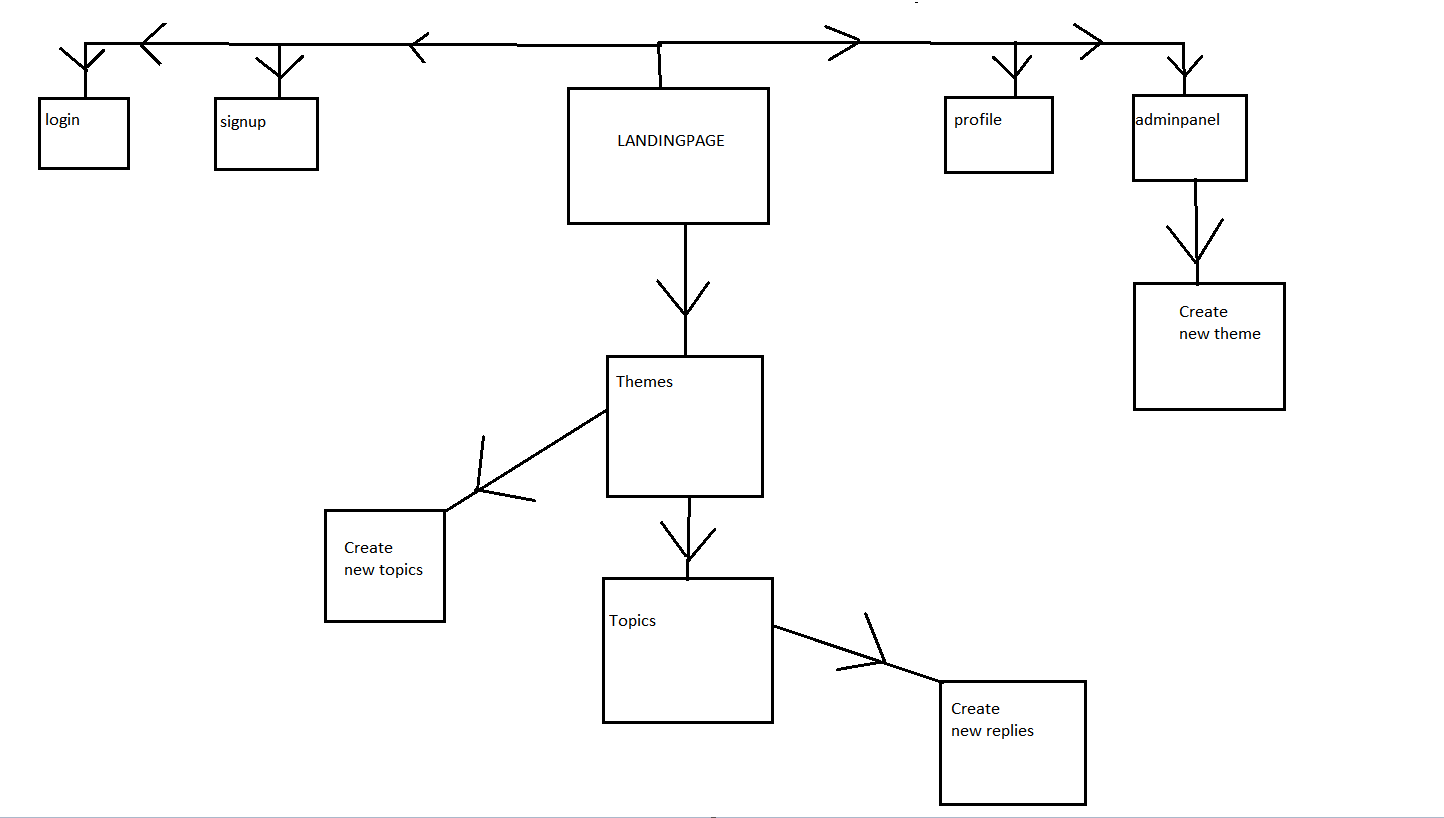 login
signup
LANDINGPAGE
profile
adminpanel
Create
new theme
Themes
Create
new topics
Topics
Create
new replies